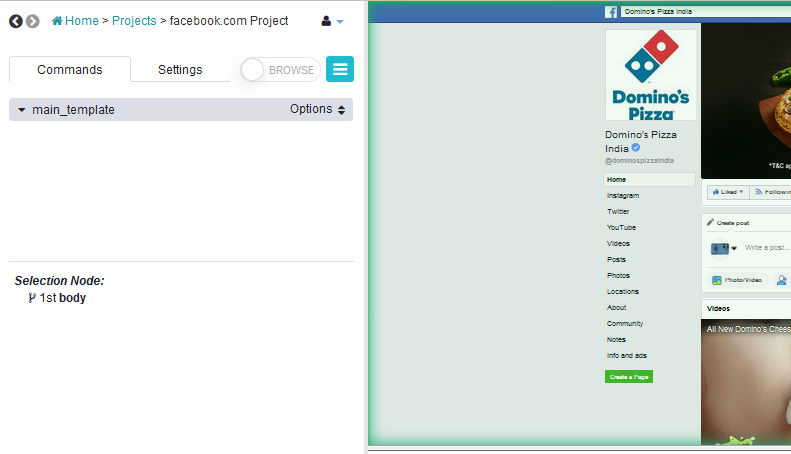 Home > Projects > facebook.com Project
Commands
Settings
BROWSE
main_template
Options
Selection Node:
1st body
Domino's Pizza India
Domino's
Pizza
Domino's Pizza
India
@dominospizzaindia
Home
Instagram
Twitter
YouTube
Videos
Posts
Photos
Locations
About
Community
Notes
Info and ads
Create a Page
*T&C ap
Liked
Followin
Create post
Write a post...
Photo/Video
Videos
All New Domino's Chees